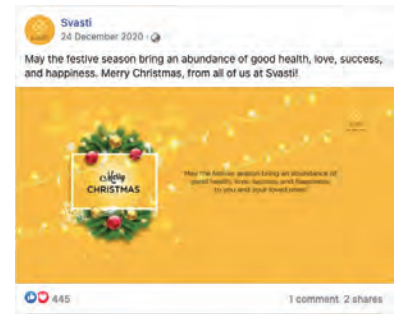 Svasti
24 December 2020
May the festive season bring an abundance of good health, love, success,
and happiness. Merry Christmas, from all of us at Svasti!
Merry
CHRISTMAS
"May the festive season bring an abundance of
good health, love, success and happiness
to you and your loved ones"
445
1 comment 2 shares